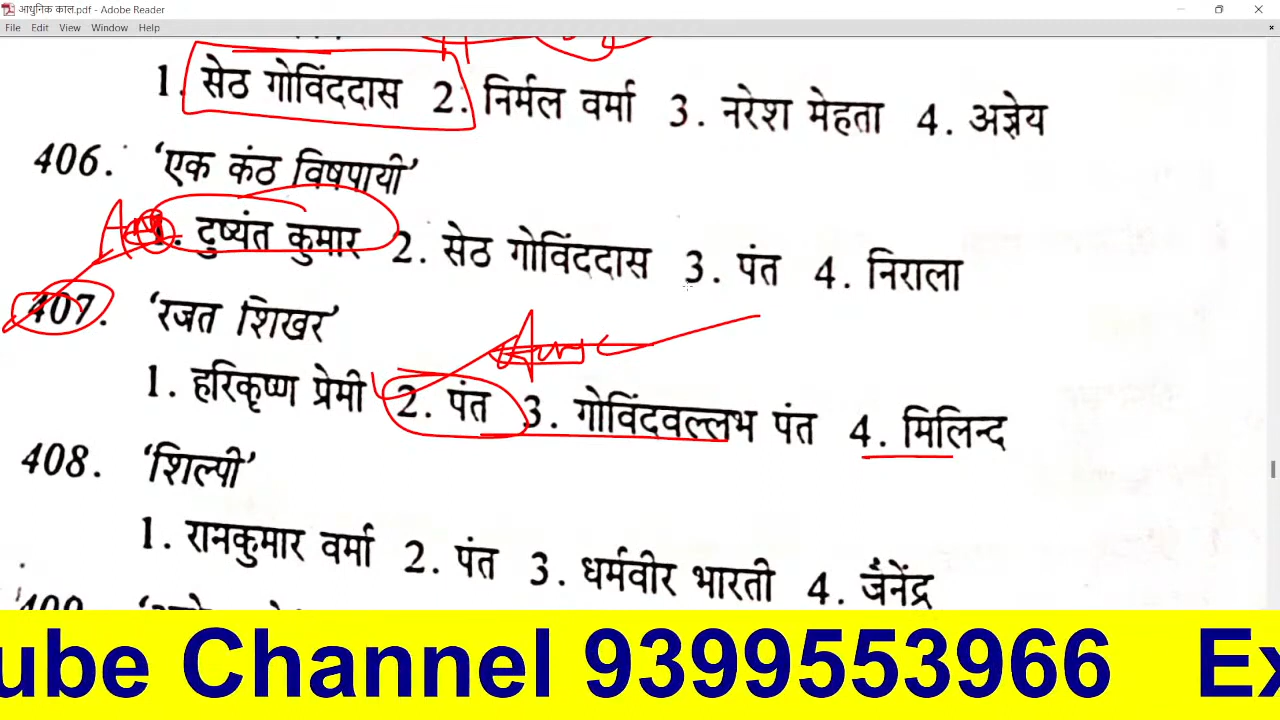 आधुनिक काल.pdf - Adobe Reader
File Edit View Window Help
1. सेठ गोविंददास 2. निर्मल वर्मा 3. नरेश मेहता 4. अज्ञेय
406. 'एक कंठ विषपायी'
1. दुष्यंत कुमार 2. सेठ गोविंददास 3. पंत 4. निराला
407. 'रजत शिखर'
1. हरिकृष्ण प्रेमी 2. पंत 3. गोविंदवल्लभ पंत 4. मिलिन्द
408. 'शिल्पी'
1. रामकुमार वर्मा 2. पंत 3. धर्मवीर भारती 4. जैनेंद्र
409.
ube Channel 9399553966 Ex